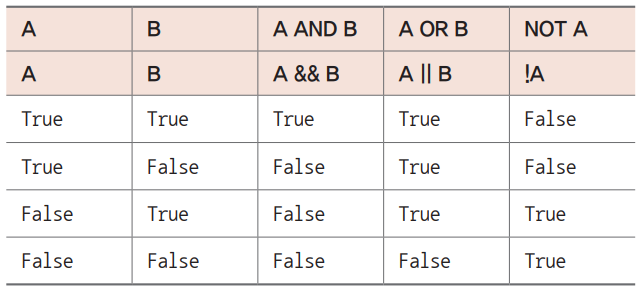 A B A AND B A OR B NOT A
A B A && B A || B !A
True True True True False
True False False True False
False True False True True
False False False False True